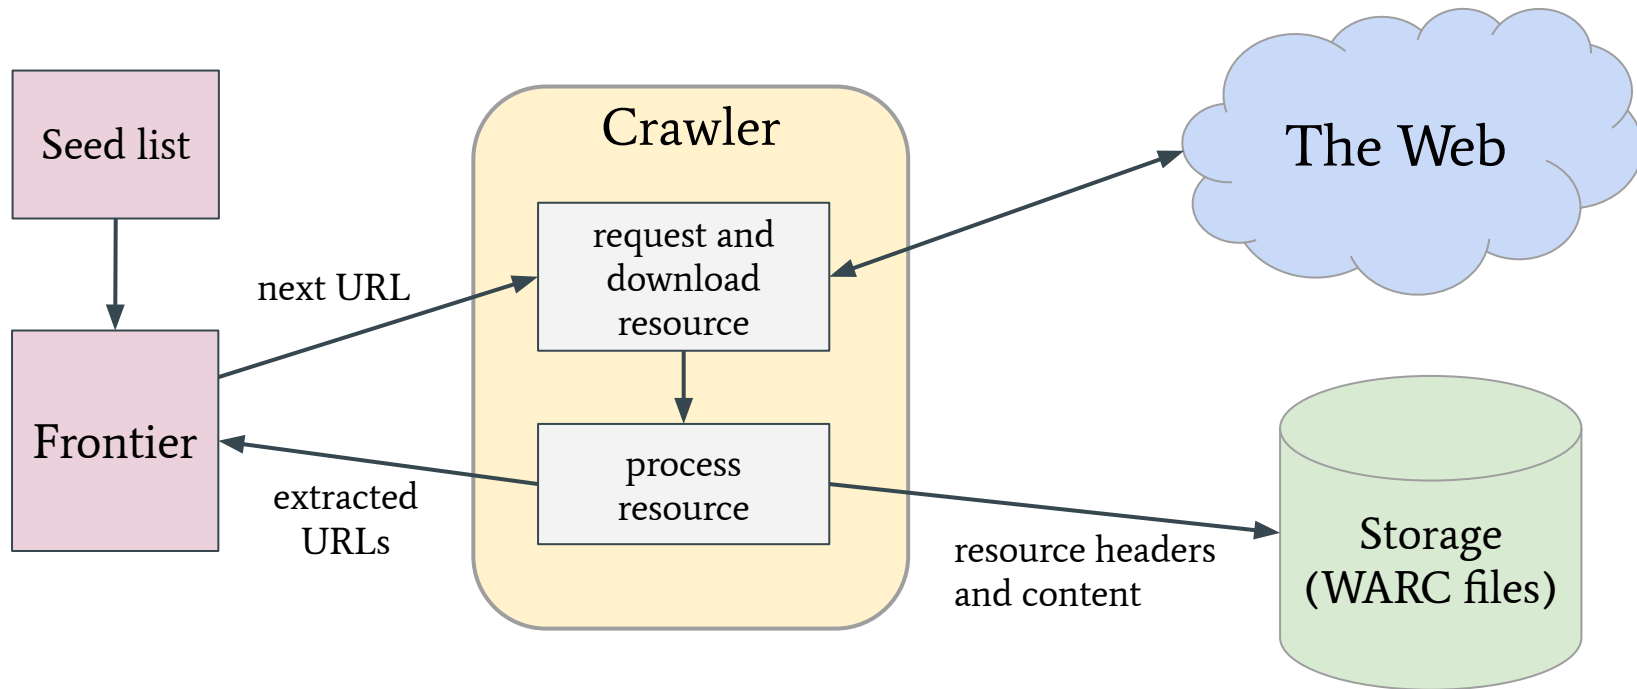 Seed list
Frontier
next URL
extracted
URLs
Crawler
request and
download
resource
process
resource
The Web
resource headers
and content
Storage
(WARC files)